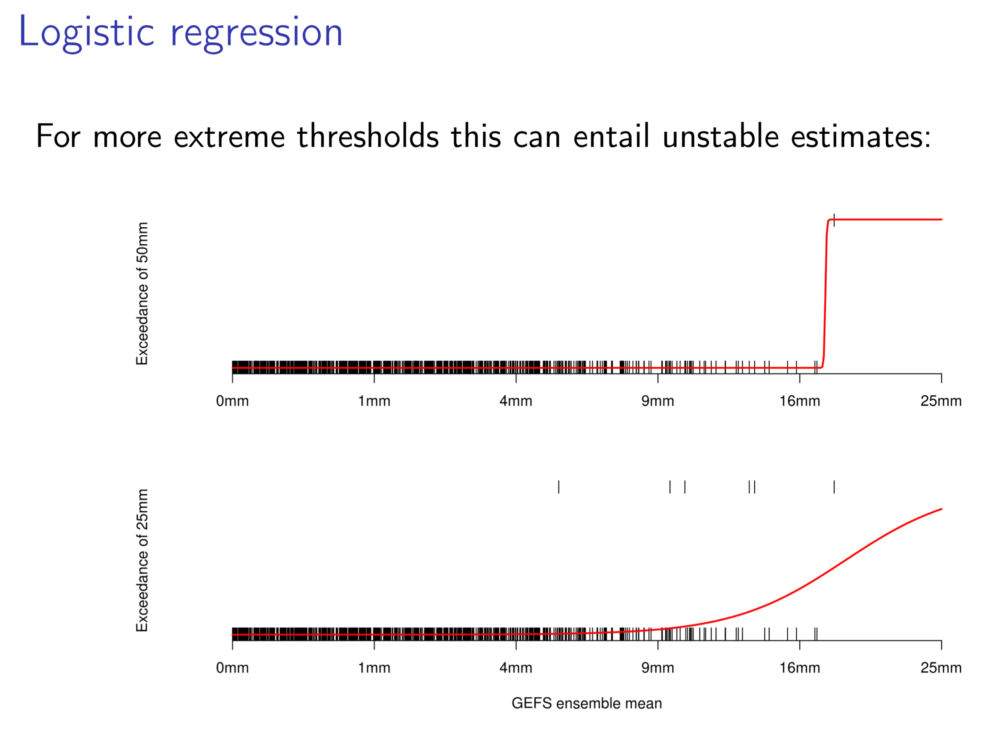 Logistic regression
For more extreme thresholds this can entail unstable estimates:
Exceedance of 50mm
0mm 1mm 4mm 9mm 16mm 25mm
Exceedance of 25mm
0mm 1mm 4mm 9mm 16mm 25mm
GEFS ensemble mean